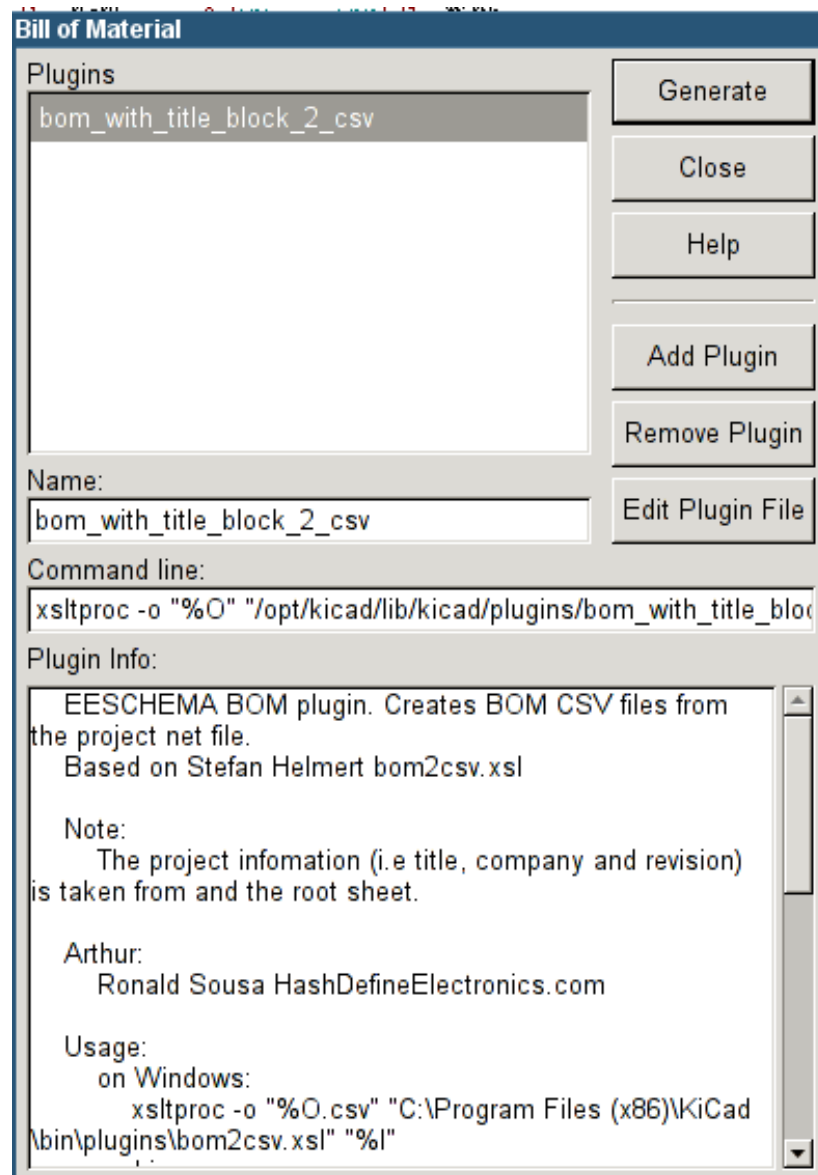 Bill of Material
Plugins
bom_with_title_block_2_csv
Generate
Close
Help
Add Plugin
Remove Plugin
Edit Plugin File
Name:
bom_with_title_block_2_csv
Command line:
xsltproc -o "%O" "/opt/kicad/lib/kicad/plugins/bom_with_title_bloc
Plugin Info:
EESCHEMA BOM plugin. Creates BOM CSV files from
the project net file.
Based on Stefan Helmert bom2csv.xsl
Note:
The project infomation (i.e title, company and revision)
is taken from and the root sheet.
Arthur:
Ronald Sousa HashDefineElectronics.com
Usage:
on Windows:
xsltproc -o "%O.csv" "C:\Program Files (x86)\KiCad
\bin\plugins\bom2csv.xsl" "%I"